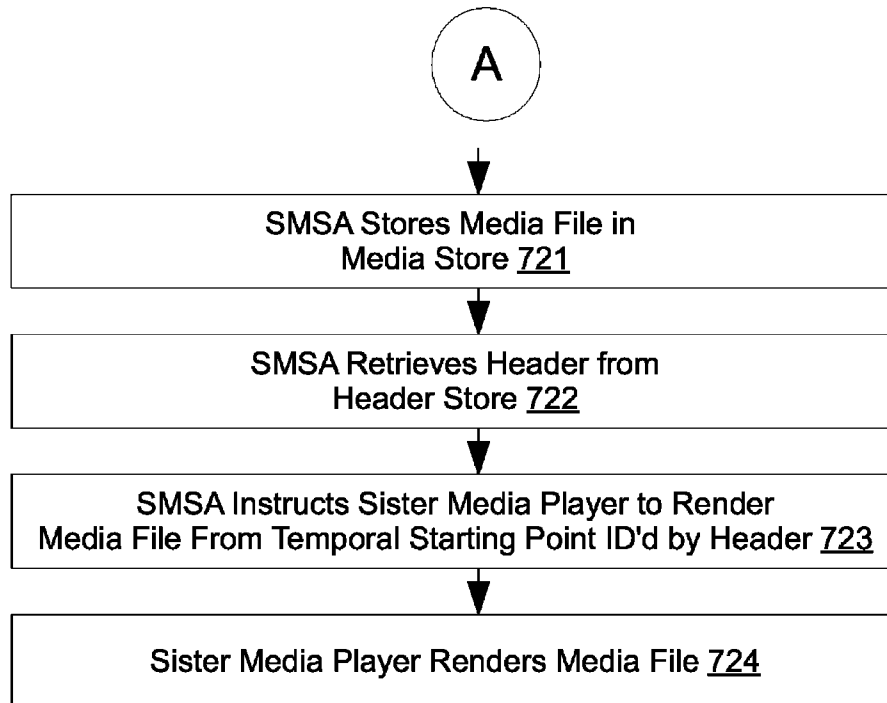 A
SMSA Stores Media File in
Media Store 721
SMSA Retrieves Header from
Header Store 722
SMSA Instructs Sister Media Player to Render
Media File From Temporal Starting Point ID'd by Header 723
Sister Media Player Renders Media File 724